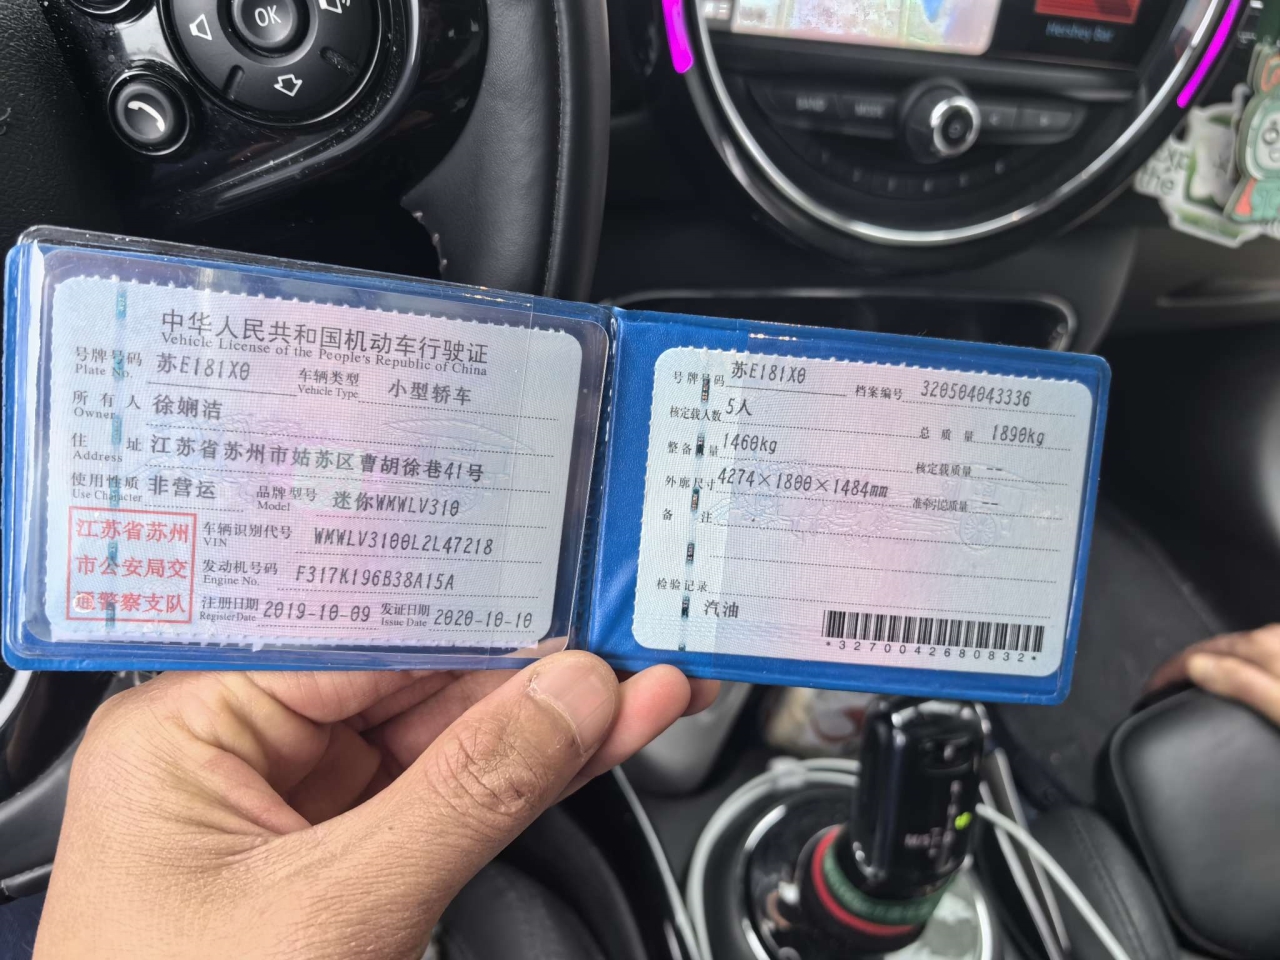 OK
中华人民共和国机动车行驶证
Vehicle License of the People's Republic of China
号牌号码 苏E181X0 车辆类型 小型轿车
Plate No. Vehicle Type
所有人 徐娴洁
Owner
住址 江苏省苏州市姑苏区曹胡徐巷41号
Address
使用性质 非营运 品牌型号 迷你WMWLV310
Use Character Model
江苏省苏州
市公安局交
通警察支队
车辆识别代号 WMWLV3100L2L47218
VIN
发动机号码 F317K196B38A15A
Engine No.
注册日期 2019-10-09 发证日期 2020-10-10
Register Date Issue Date
号牌号码 苏E181X0 档案编号 320504043336
核定载人数 5人 总质量 1890kg
整备质量 1460kg 核定载质量 --
外廓尺寸 4274×1800×1484mm 准牵引总质量 --
备注
检验记录
汽油
*3270042680832*
BAND MODE